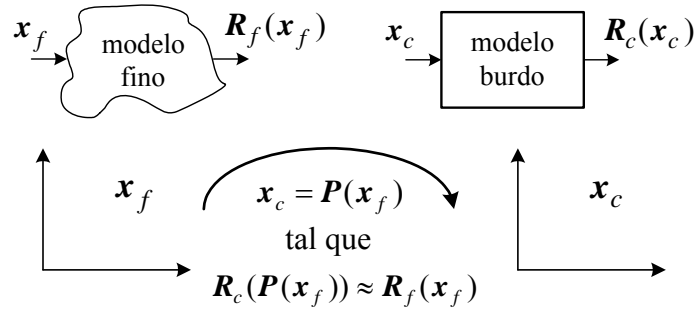 x_f modelo fino R_f(x_f)
x_c modelo burdo R_c(x_c)
x_f
x_c = P(x_f)
tal que
R_c(P(x_f)) ≈ R_f(x_f)
x_c